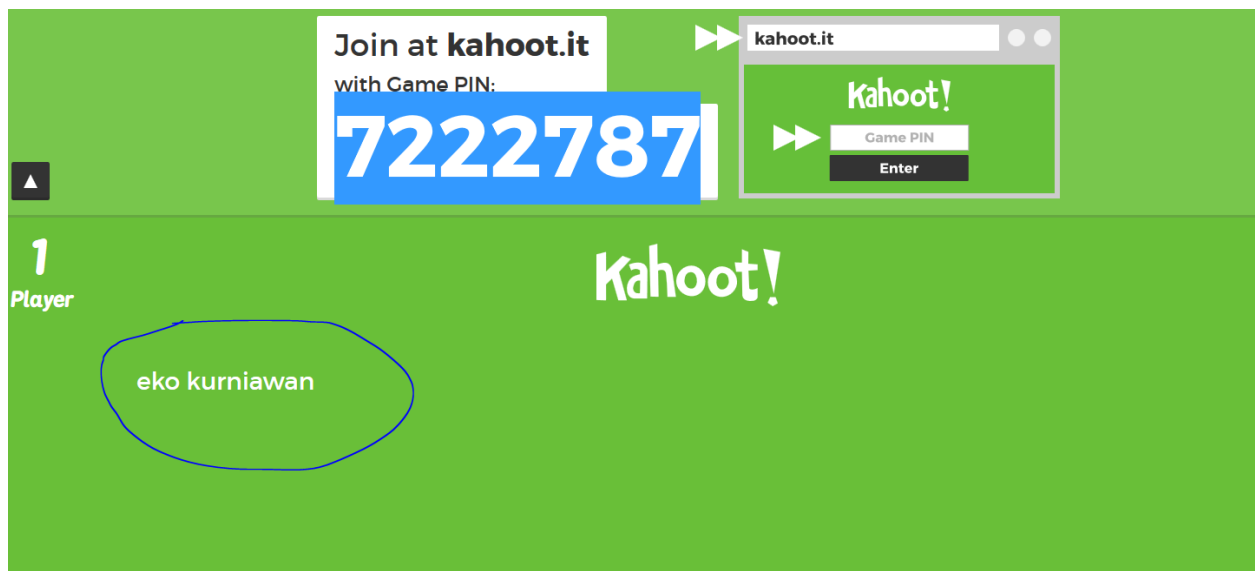 Join at kahoot.it
with Game PIN:
7222787
kahoot.it
Kahoot!
Game PIN
Enter
1
Player
Kahoot!
eko kurniawan